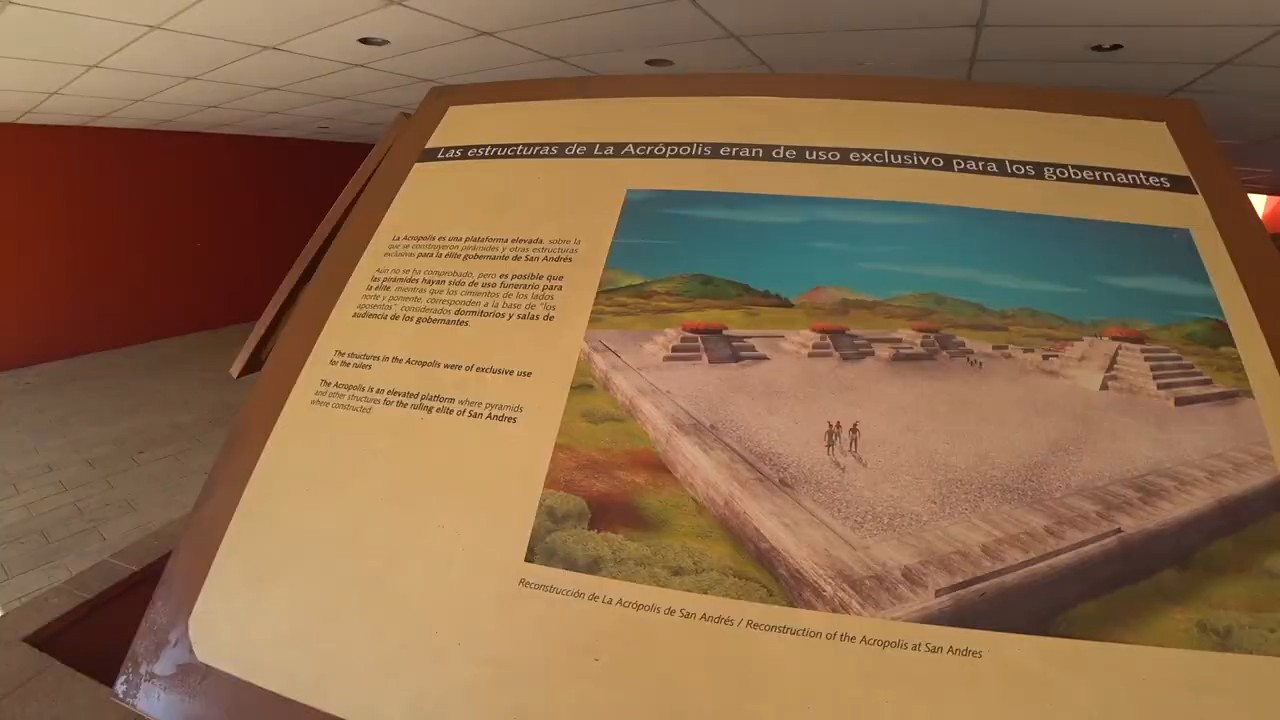 Las estructuras de La Acrópolis eran de uso exclusivo para los gobernantes
La Acrópolis es una plataforma elevada, sobre la
que se construyeron pirámides y otras estructuras
exclusivas para la élite gobernante de San Andrés.
Aún no se ha comprobado, pero es posible que
las pirámides hayan sido de uso funerario para
la élite, mientras que los cimientos de los lados
norte y poniente, corresponden a la base de "los
aposentos" considerados dormitorios y salas de
audiencia de los gobernantes.
The structures in the Acropolis were of exclusive use
for the rulers
The Acropolis is an elevated platform where pyramids
and other structures for the ruling elite of San Andres
where constructed.
Reconstrucción de La Acrópolis de San Andrés / Reconstruction of the Acropolis at San Andres